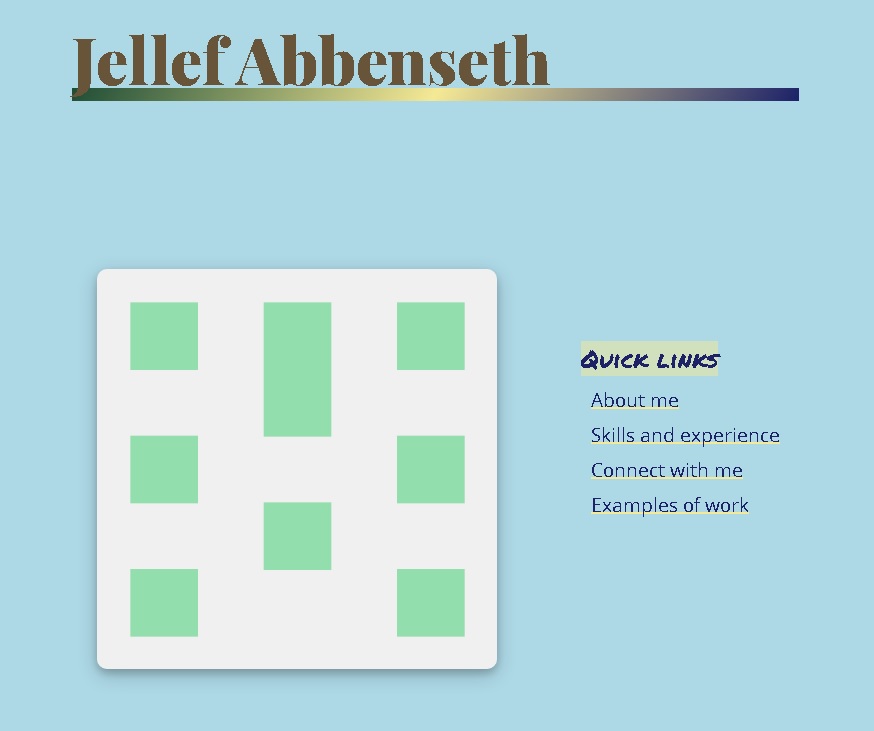 Jellef Abbenseth
Quick links
About me
Skills and experience
Connect with me
Examples of work